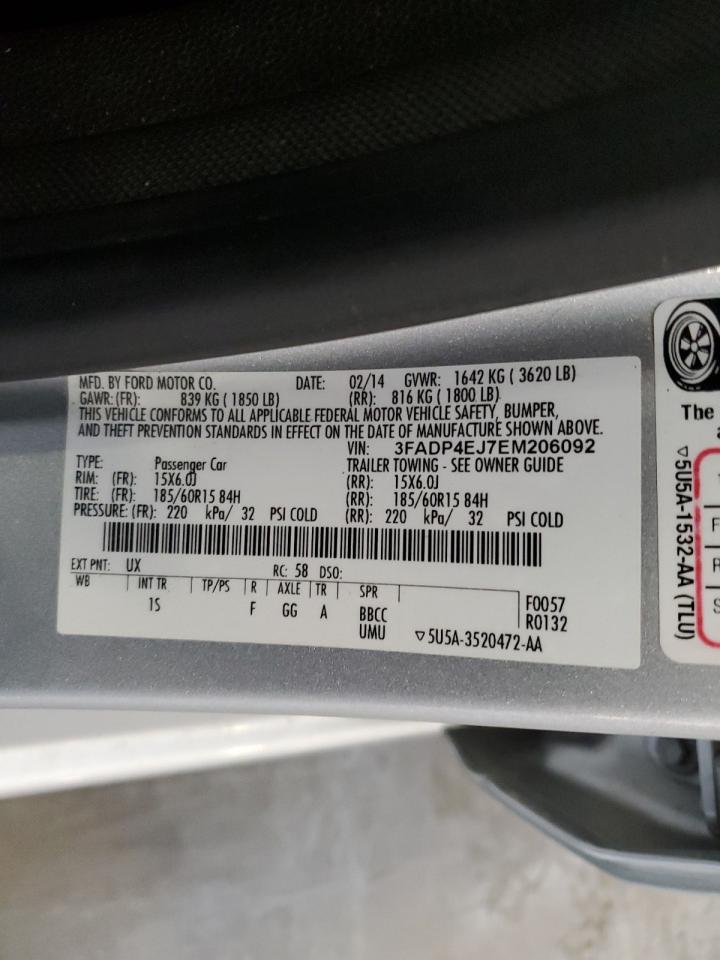 MFD. BY FORD MOTOR CO. DATE: 02/14 GVWR: 1642 KG ( 3620 LB)
GAWR: (FR): 839 KG ( 1850 LB) (RR): 816 KG ( 1800 LB)
THIS VEHICLE CONFORMS TO ALL APPLICABLE FEDERAL MOTOR VEHICLE SAFETY, BUMPER,
AND THEFT PREVENTION STANDARDS IN EFFECT ON THE DATE OF MANUFACTURE SHOWN ABOVE.
VIN: 3FADP4EJ7EM206092
TYPE: Passenger Car TRAILER TOWING - SEE OWNER GUIDE
RIM: (FR): 15X6.0J (RR): 15X6.0J
TIRE: (FR): 185/60R15 84H (RR): 185/60R15 84H
PRESSURE: (FR): 220 kPa/ 32 PSI COLD (RR): 220 kPa/ 32 PSI COLD
EXT PNT: UX RC: 58 DSO:
WB INT TR TP/PS R AXLE TR SPR
1S F GG A BBCC F0057
UMU R0132
▽5U5A-3520472-AA
The
a
▽5U5A-1532-AA (TLU)
F
R
S